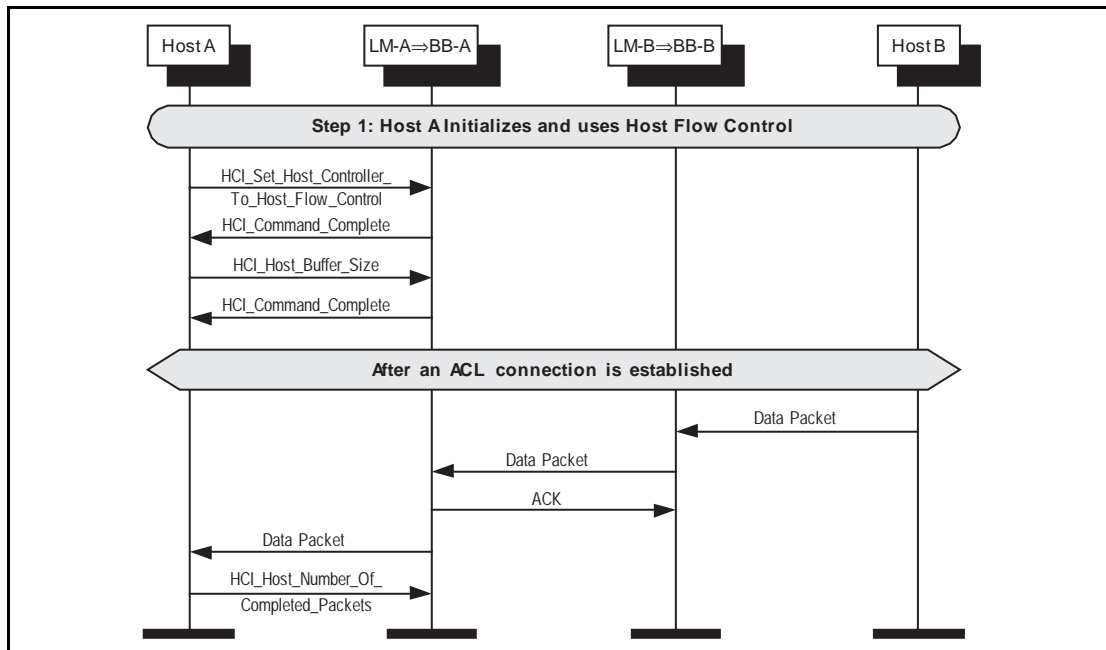 Host A
LM-A⇒BB-A
LM-B⇒BB-B
Host B
Step 1: Host A Initializes and uses Host Flow Control
HCI_Set_Host_Controller_
To_Host_Flow_Control
HCI_Command_Complete
HCI_Host_Buffer_Size
HCI_Command_Complete
After an ACL connection is established
Data Packet
Data Packet
ACK
Data Packet
HCI_Host_Number_Of_
Completed_Packets